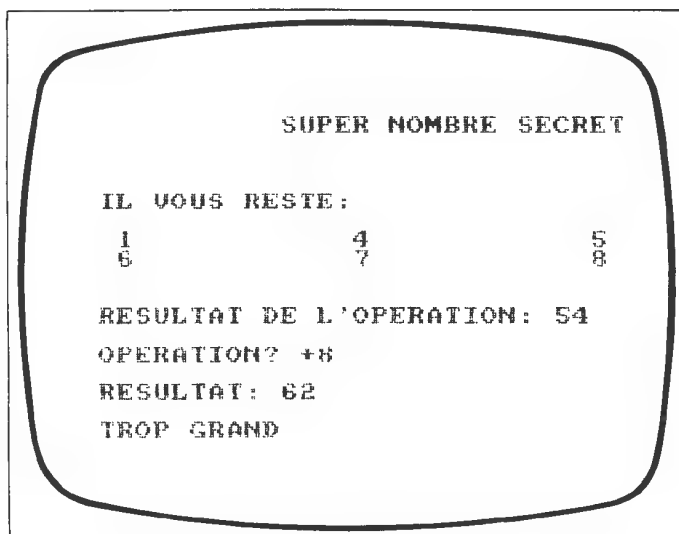 SUPER NOMBRE SECRET
IL VOUS RESTE:
1 4 5
6 7 8
RESULTAT DE L'OPERATION: 54
OPERATION? +8
RESULTAT: 62
TROP GRAND